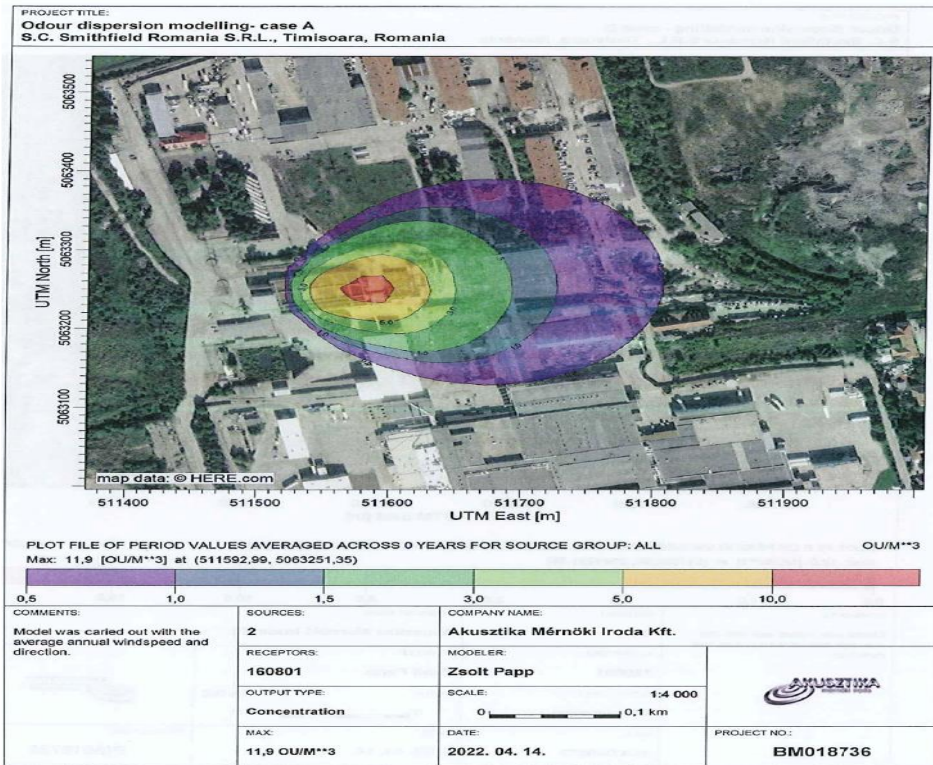 PROJECT TITLE:
Odour dispersion modelling- case A
S.C. Smithfield Romania S.R.L., Timisoara, Romania
UTM North [m]
5063500
5063400
5063300
5063200
5063100
map data: © HERE.com
511400 511500 511600 511700 511800 511900
UTM East [m]
PLOT FILE OF PERIOD VALUES AVERAGED ACROSS 0 YEARS FOR SOURCE GROUP: ALL OU/M**3
Max: 11,9 [OU/M**3] at (511592,99, 5063251,35)
0,5 1,0 1,5 3,0 5,0 10,0
COMMENTS:
Model was caried out with the
average annual windspeed and
direction.
SOURCES:
2
RECEPTORS:
160801
OUTPUT TYPE:
Concentration
MAX:
11,9 OU/M**3
COMPANY NAME:
Akusztika Mérnöki Iroda Kft.
MODELER:
Zsolt Papp
SCALE: 1:4 000
0 0,1 km
DATE:
2022. 04. 14.
AKUSZTIKA
mérnöki iroda
PROJECT NO.:
BM018736